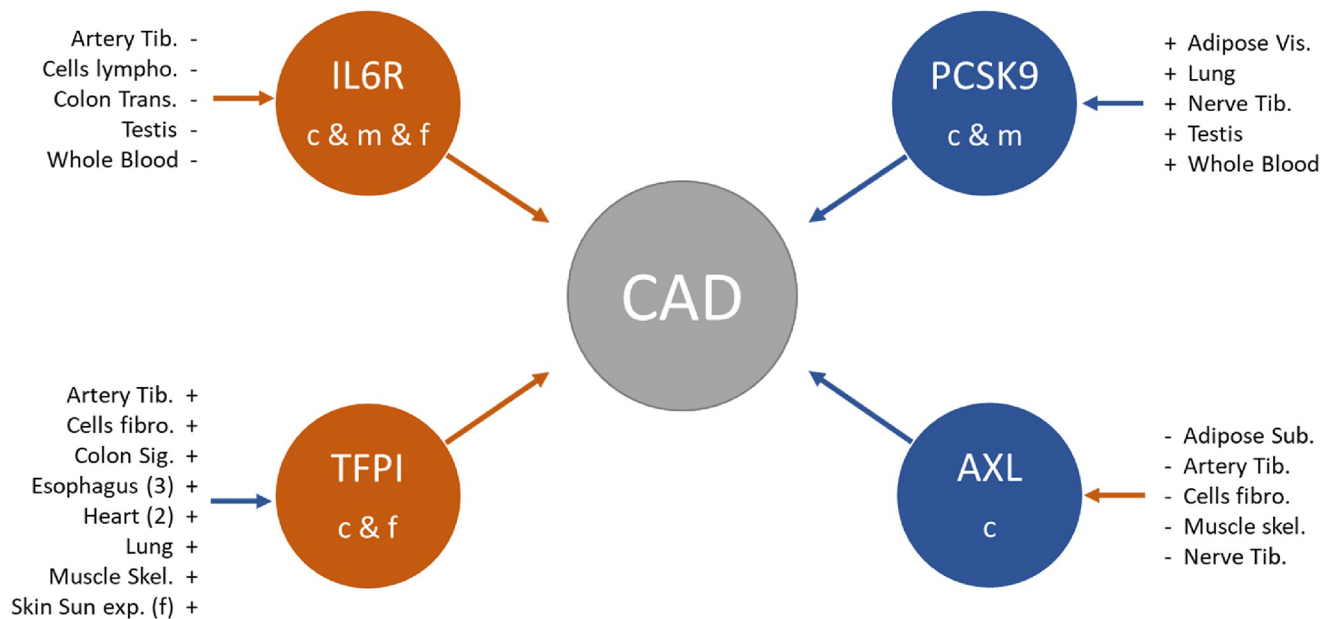 Artery Tib. -
Cells lympho. -
Colon Trans. -
Testis -
Whole Blood -
IL6R
c & m & f
PCSK9
c & m
+ Adipose Vis.
+ Lung
+ Nerve Tib.
+ Testis
+ Whole Blood
CAD
Artery Tib. +
Cells fibro. +
Colon Sig. +
Esophagus (3) +
Heart (2) +
Lung +
Muscle Skel. +
Skin Sun exp. (f) +
TFPI
c & f
AXL
c
- Adipose Sub.
- Artery Tib.
- Cells fibro.
- Muscle skel.
- Nerve Tib.